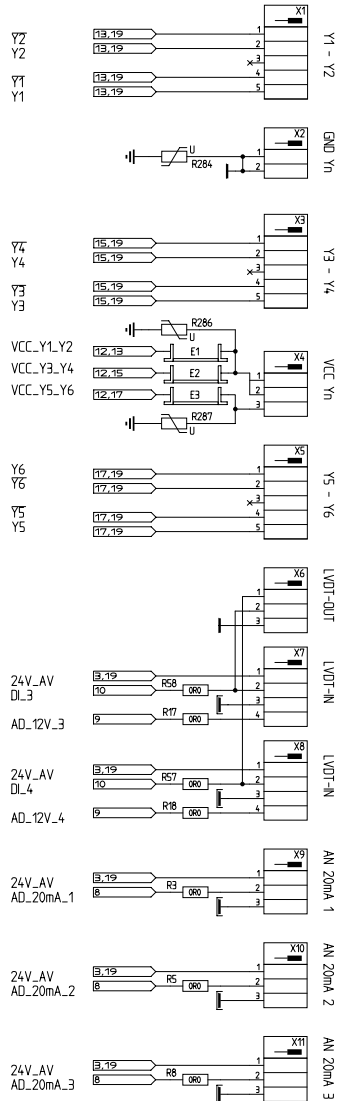 X1
Y̅2̅ 13,19 1
Y2 13,19 2
3
Y̅1̅ 13,19 4
Y1 13,19 5
Y1 - Y2
X2
U
R284
1
2
GND Yn
X3
Y̅4̅ 15,19 1
Y4 15,19 2
3
Y̅3̅ 15,19 4
Y3 15,19 5
Y3 - Y4
R286
U
X4
VCC_Y1_Y2 12,13 E1 1
VCC_Y3_Y4 12,15 E2 2
VCC_Y5_Y6 12,17 E3 3
R287
U
VCC Yn
X5
Y6 17,19 1
Y̅6̅ 17,19 2
3
Y̅5̅ 17,19 4
Y5 17,19 5
Y5 - Y6
X6
1
2
3
LVDT-OUT
X7
24V_AV 3,19 1
DI_3 10 R58 0R0 2
3
AD_12V_3 9 R17 0R0 4
LVDT-IN
X8
24V_AV 3,19 1
DI_4 10 R57 0R0 2
3
AD_12V_4 9 R18 0R0 4
LVDT-IN
X9
24V_AV 3,19 1
AD_20mA_1 8 R3 0R0 2
3
AN 20mA 1
X10
24V_AV 3,19 1
AD_20mA_2 8 R5 0R0 2
3
AN 20mA 2
X11
24V_AV 3,19 1
AD_20mA_3 8 R8 0R0 2
3
AN 20mA 3